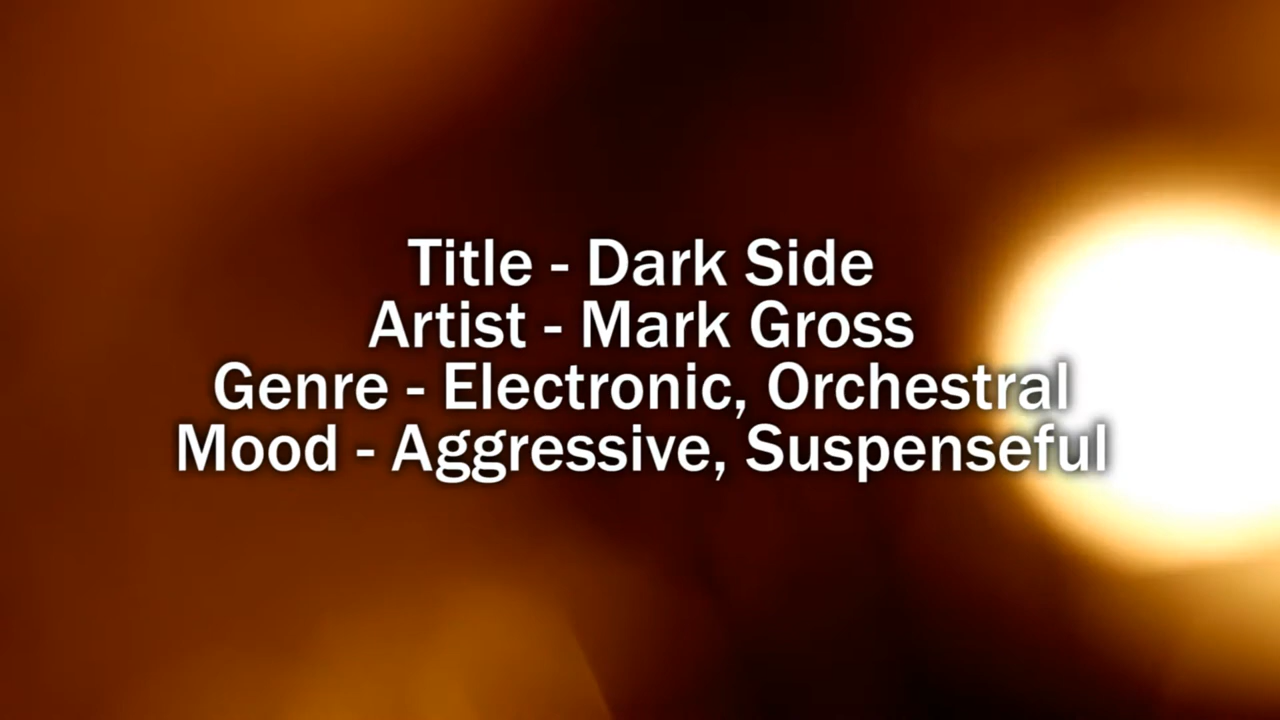 Title - Dark Side
Artist - Mark Gross
Genre - Electronic, Orchestral
Mood - Aggressive, Suspenseful